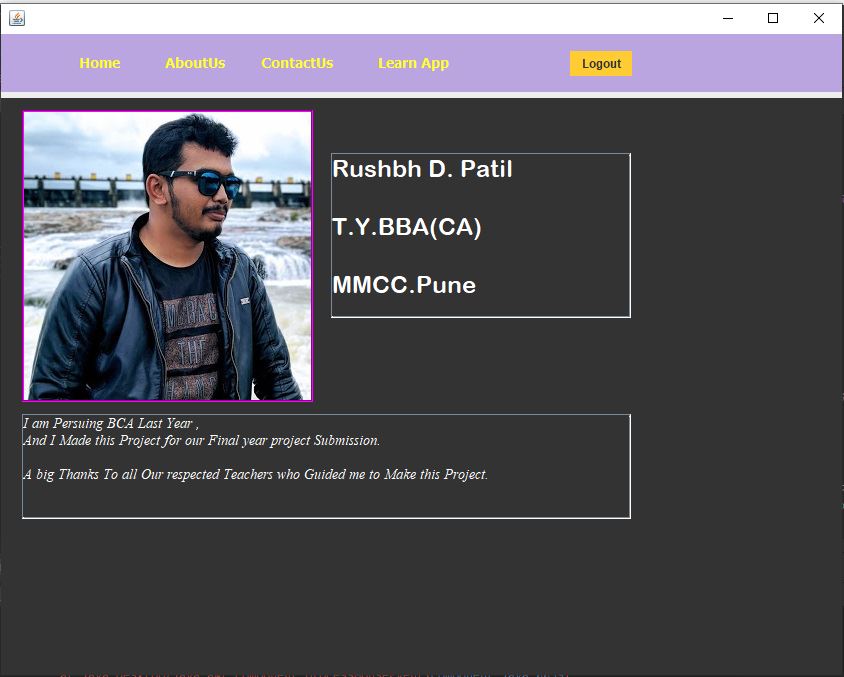 Home AboutUs ContactUs Learn App Logout
Rushbh D. Patil
T.Y.BBA(CA)
MMCC.Pune
THE
I am Persuing BCA Last Year ,
And I Made this Project for our Final year project Submission.
A big Thanks To all Our respected Teachers who Guided me to Make this Project.